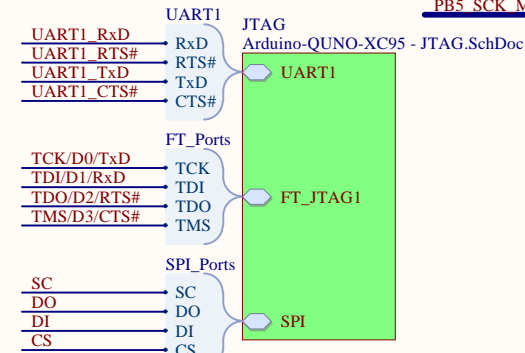 PB5_SCK_M
UART1
JTAG
Arduino-QUNO-XC95 - JTAG.SchDoc
UART1_RxD
RxD
UART1_RTS#
RTS#
UART1_TxD
TxD
UART1_CTS#
CTS#
UART1
FT_Ports
TCK/D0/TxD
TCK
TDI/D1/RxD
TDI
TDO/D2/RTS#
TDO
TMS/D3/CTS#
TMS
FT_JTAG1
SPI_Ports
SC
SC
DO
DO
DI
DI
CS
CS
SPI